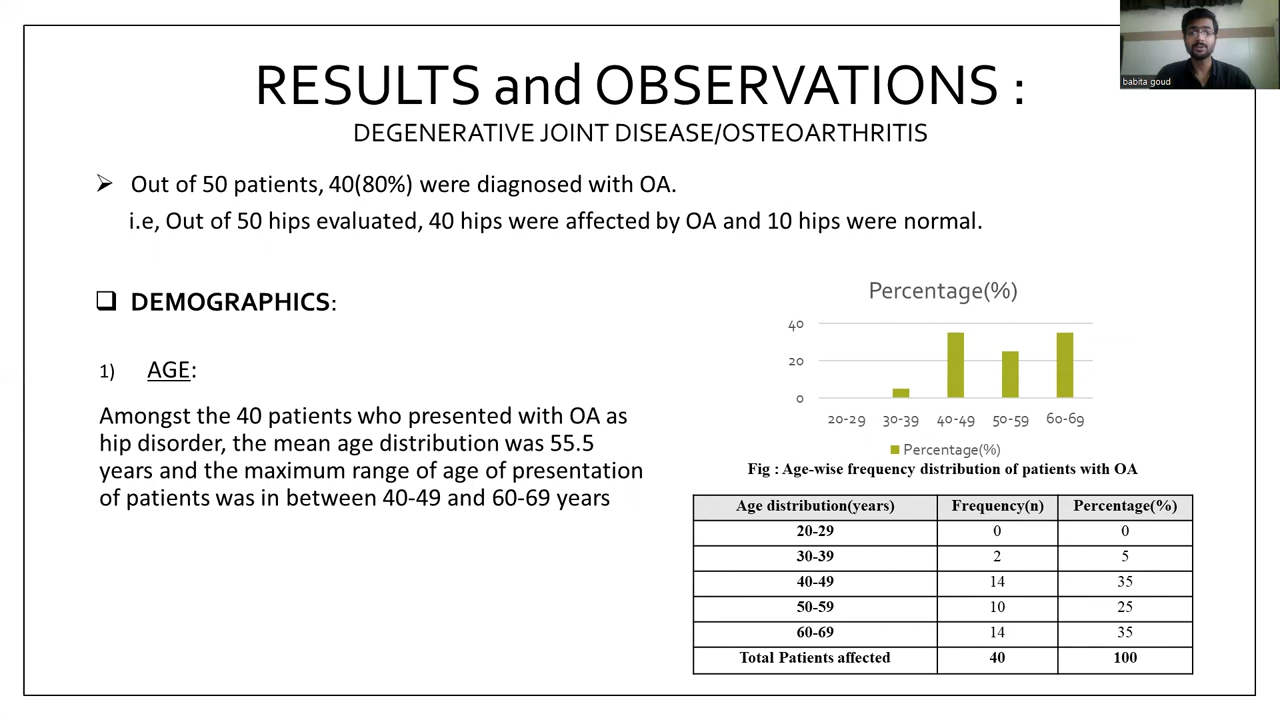 babita goud
RESULTS and OBSERVATIONS :
DEGENERATIVE JOINT DISEASE/OSTEOARTHRITIS
➢ Out of 50 patients, 40(80%) were diagnosed with OA.
i.e, Out of 50 hips evaluated, 40 hips were affected by OA and 10 hips were normal.
❑ DEMOGRAPHICS:
1) AGE:
Amongst the 40 patients who presented with OA as
hip disorder, the mean age distribution was 55.5
years and the maximum range of age of presentation
of patients was in between 40-49 and 60-69 years
Percentage(%)
40
20
0
20-29 30-39 40-49 50-59 60-69
Percentage(%)
Fig : Age-wise frequency distribution of patients with OA
Age distribution(years) Frequency(n) Percentage(%)
20-29 0 0
30-39 2 5
40-49 14 35
50-59 10 25
60-69 14 35
Total Patients affected 40 100